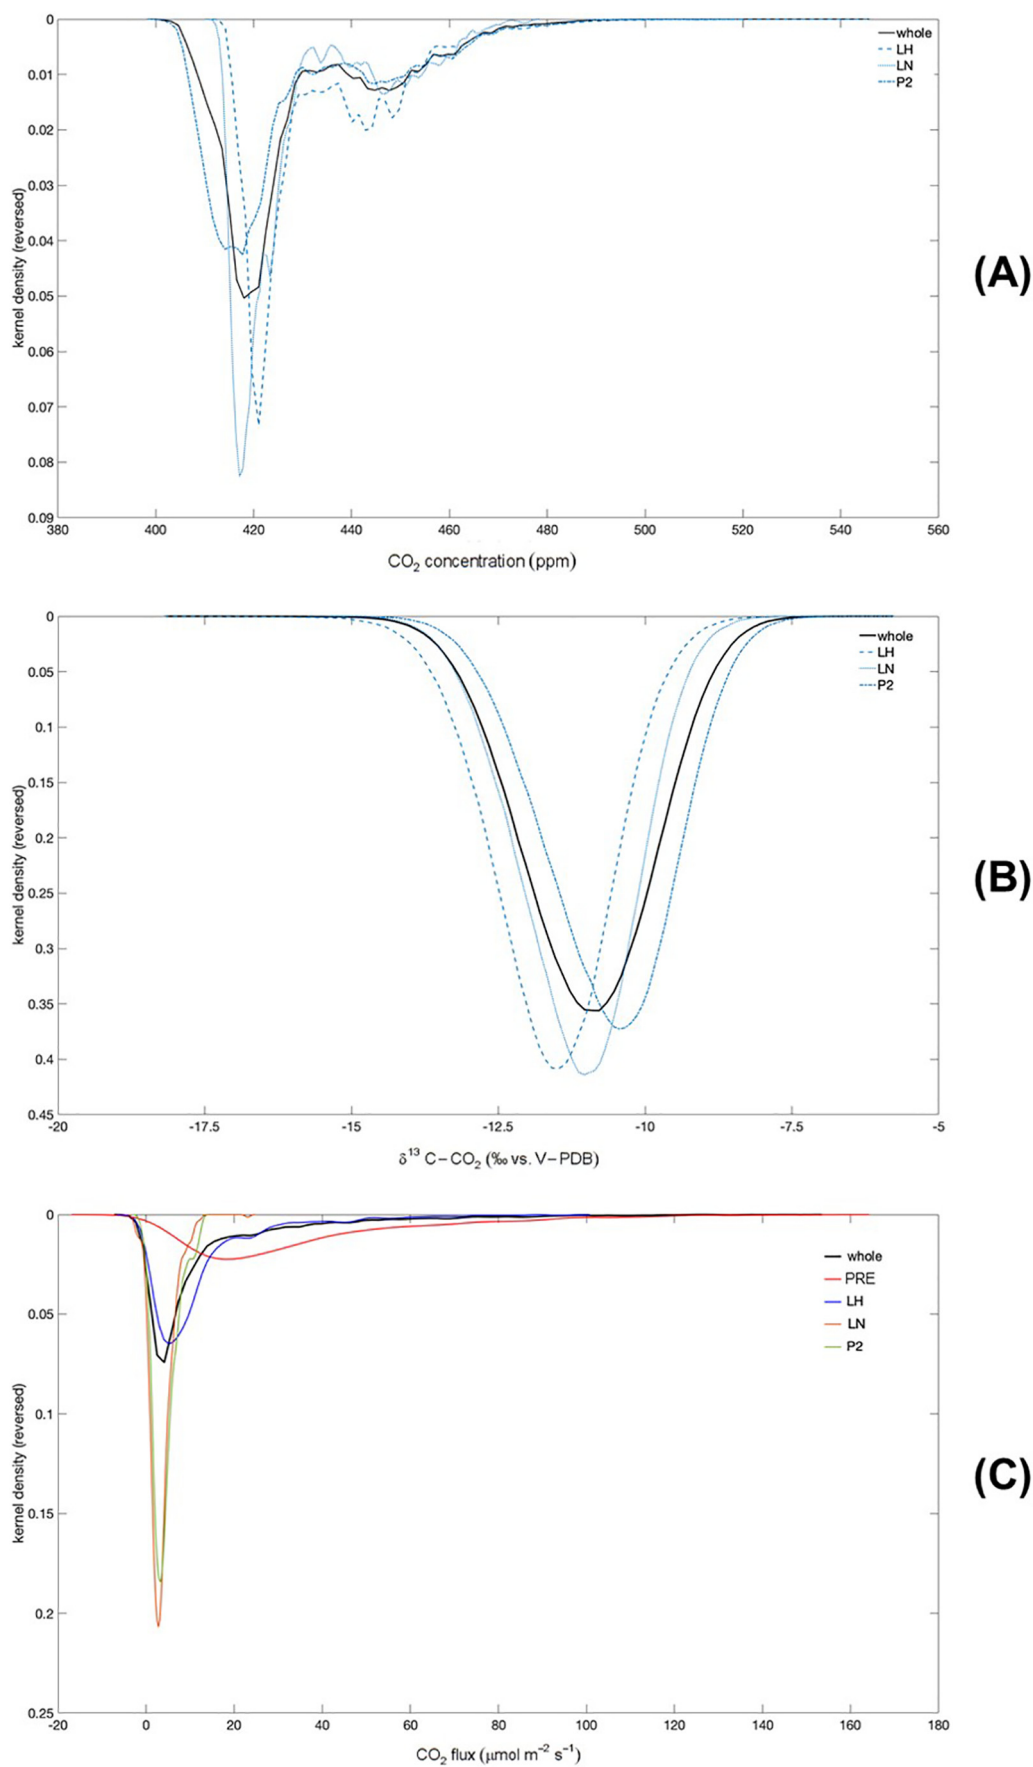 0
0.01
0.02
0.03
0.04
0.05
0.06
0.07
0.08
0.09
kernel density (reversed)
whole
LH
LN
P2
380 400 420 440 460 480 500 520 540 560
CO₂ concentration (ppm)
(A)
0
0.05
0.1
0.15
0.2
0.25
0.3
0.35
0.4
0.45
kernel density (reversed)
whole
LH
LN
P2
-20 -17.5 -15 -12.5 -10 -7.5 -5
δ¹³ C–CO₂ (‰ vs. V–PDB)
(B)
0
0.05
0.1
0.15
0.2
0.25
kernel density (reversed)
whole
PRE
LH
LN
P2
-20 0 20 40 60 80 100 120 140 160 180
CO₂ flux (μmol m⁻² s⁻¹)
(C)